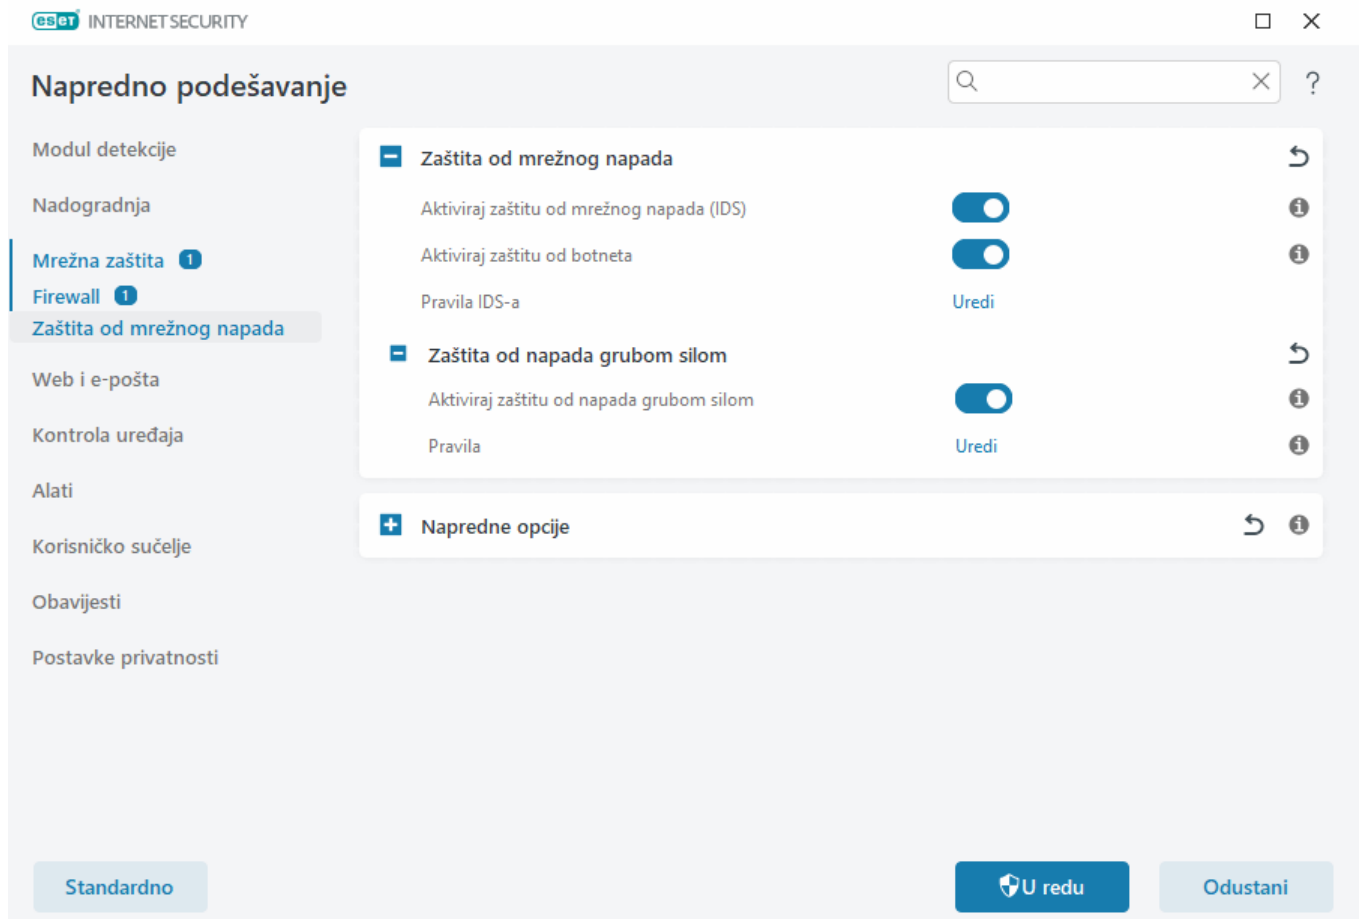 eset INTERNET SECURITY
Napredno podešavanje
?
Modul detekcije
Nadogradnja
Mrežna zaštita 1
Firewall 1
Zaštita od mrežnog napada
Web i e-pošta
Kontrola uređaja
Alati
Korisničko sučelje
Obavijesti
Postavke privatnosti
Zaštita od mrežnog napada
Aktiviraj zaštitu od mrežnog napada (IDS)
Aktiviraj zaštitu od botneta
Pravila IDS-a Uredi
Zaštita od napada grubom silom
Aktiviraj zaštitu od napada grubom silom
Pravila Uredi
Napredne opcije
Standardno
U redu
Odustani